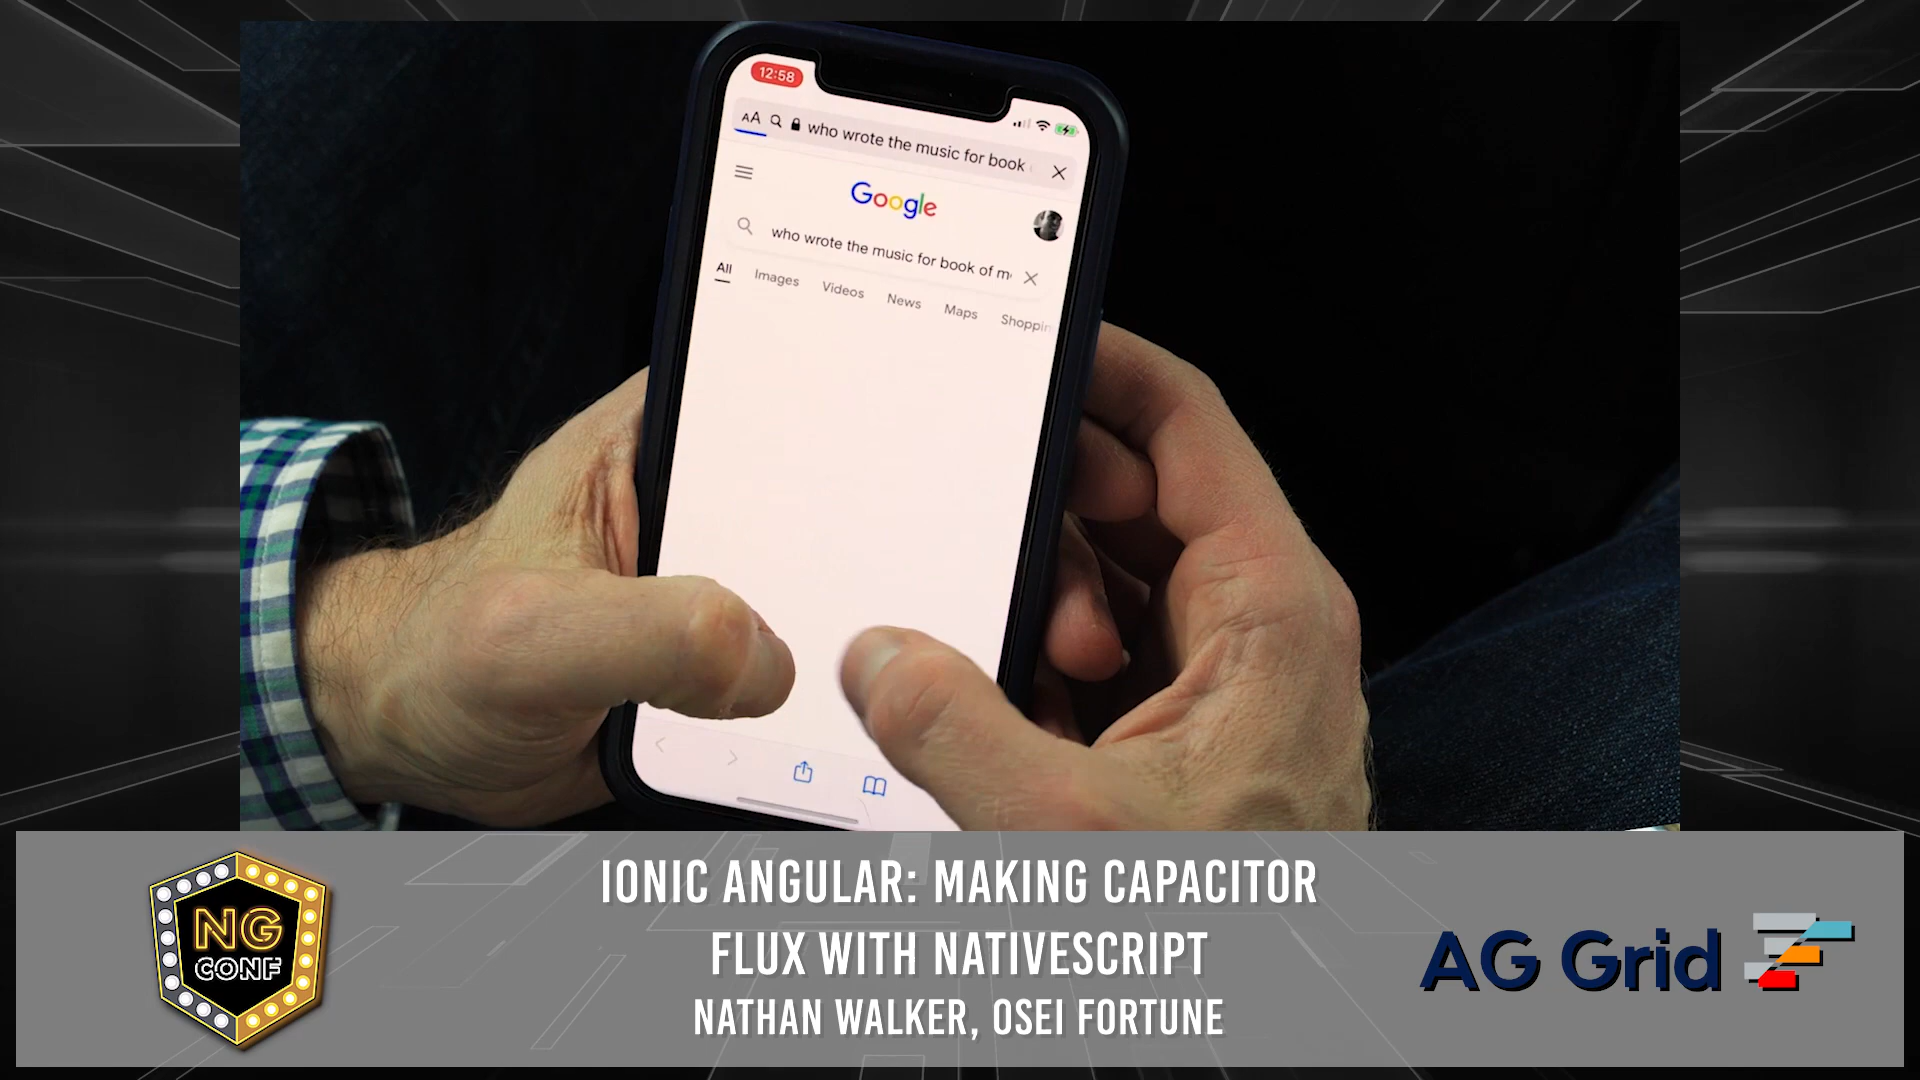 12:58
AA who wrote the music for book
Google
who wrote the music for book of m
All Images Videos News Maps Shoppin
NG
CONF
IONIC ANGULAR: MAKING CAPACITOR
FLUX WITH NATIVESCRIPT
NATHAN WALKER, OSEI FORTUNE
AG Grid